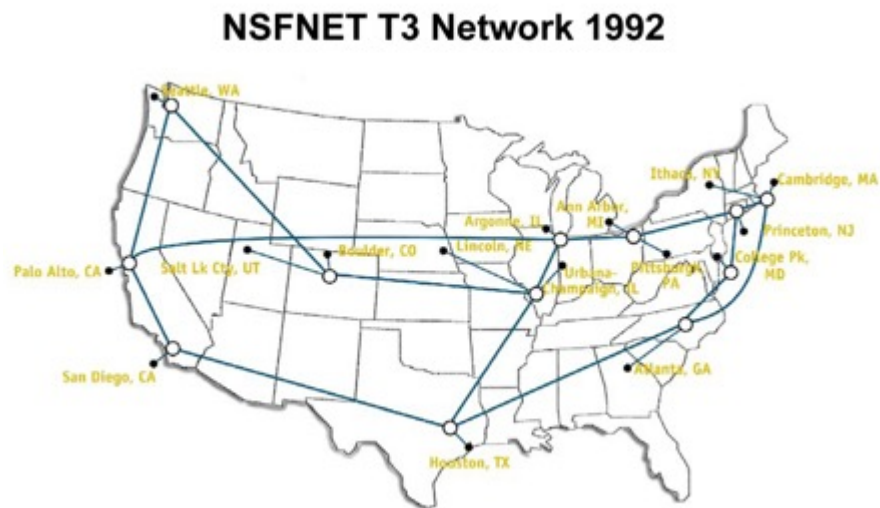 NSFNET T3 Network 1992
Seattle, WA
Ithaca, NY
Cambridge, MA
Ann Arbor,
MI
Argonne, IL
Princeton, NJ
Boulder, CO
Lincoln, NE
College Pk,
MD
Palo Alto, CA
Salt Lk Cty, UT
Urbana-
Champaign, IL
Pittsburgh,
PA
San Diego, CA
Atlanta, GA
Houston, TX